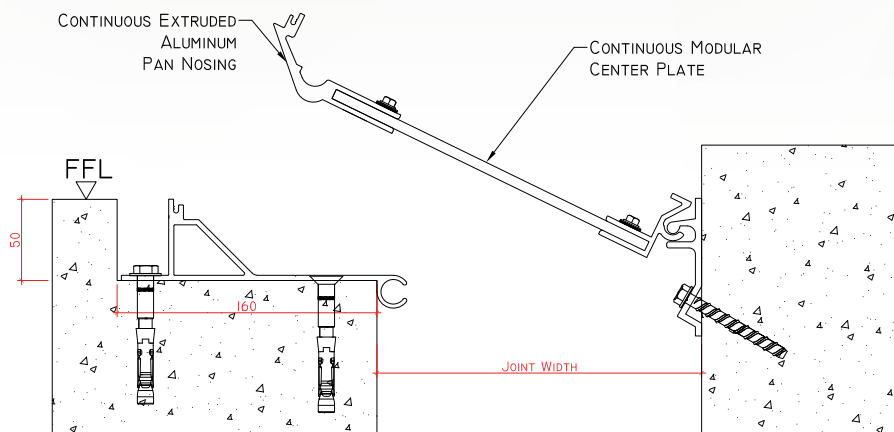 CONTINUOUS EXTRUDED
ALUMINUM
PAN NOSING
CONTINUOUS MODULAR
CENTER PLATE
FFL
50
160
JOINT WIDTH